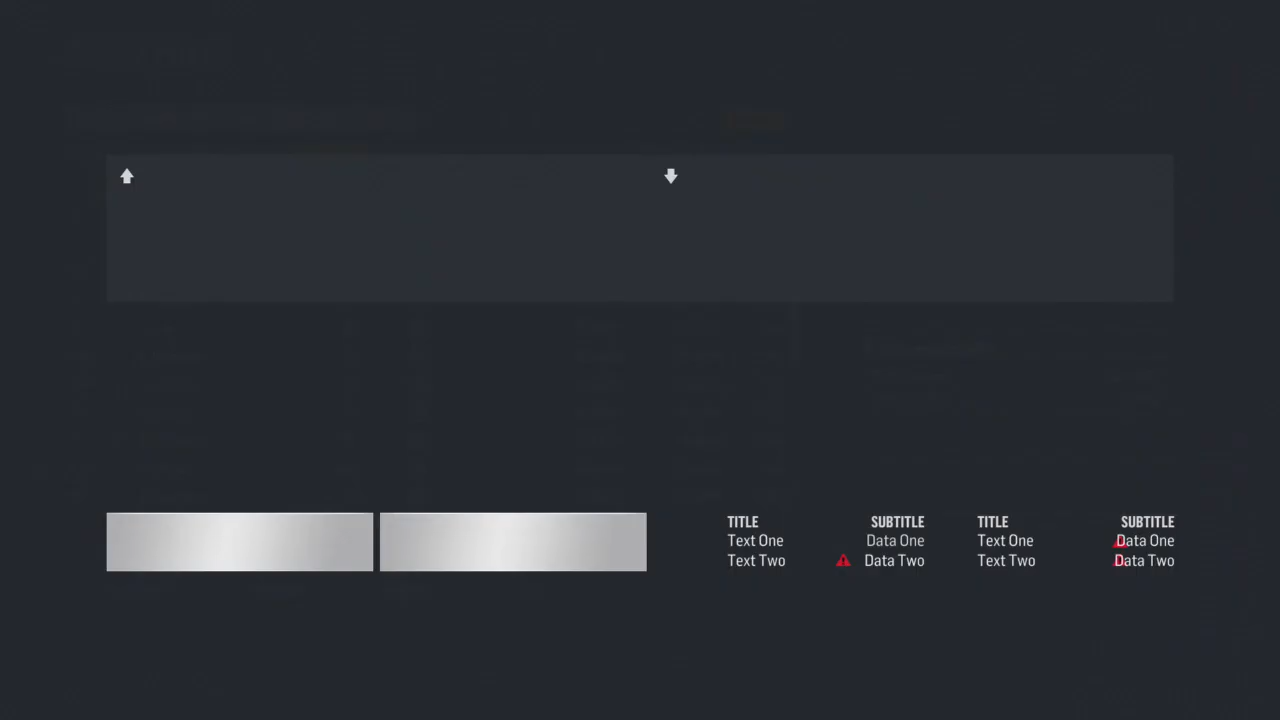 TITLE SUBTITLE TITLE SUBTITLE
Text One Data One Text One Data One
Text Two Data Two Text Two Data Two